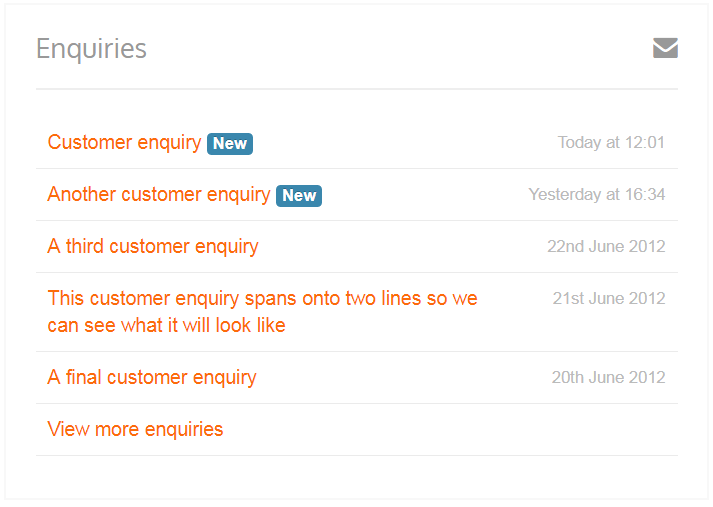 Enquiries
Customer enquiry New Today at 12:01
Another customer enquiry New Yesterday at 16:34
A third customer enquiry 22nd June 2012
This customer enquiry spans onto two lines so we 21st June 2012
can see what it will look like
A final customer enquiry 20th June 2012
View more enquiries